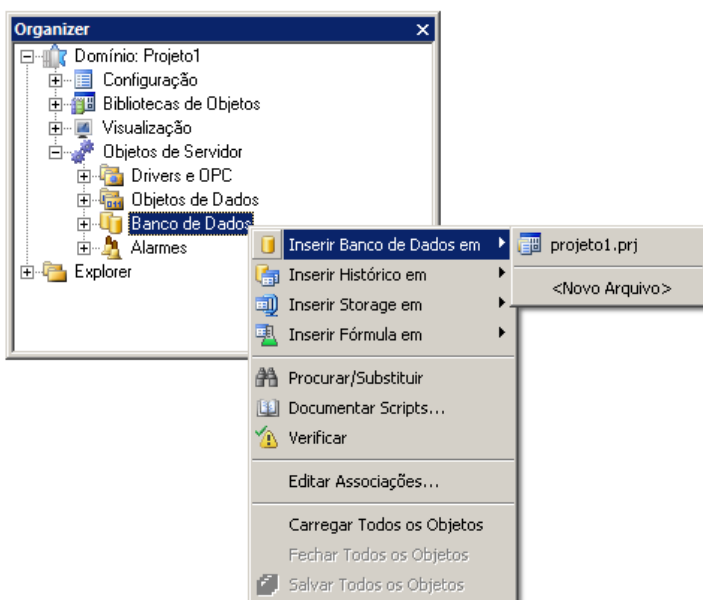 Organizer
Domínio: Projeto1
Configuração
Bibliotecas de Objetos
Visualização
Objetos de Servidor
Drivers e OPC
Objetos de Dados
Banco de Dados
Alarmes
Explorer
Inserir Banco de Dados em
Inserir Histórico em
Inserir Storage em
Inserir Fórmula em
Procurar/Substituir
Documentar Scripts...
Verificar
Editar Associações...
Carregar Todos os Objetos
Fechar Todos os Objetos
Salvar Todos os Objetos
projeto1.prj
<Novo Arquivo>